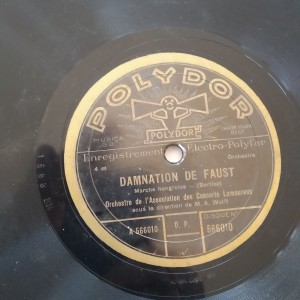 POLYDOR
MUSICA
POLYDOR
Enregistrement Electro-Polyfar
Orchestre
DAMNATION DE FAUST
Marche hongroise - (Berlioz)
Orchestre de l'Association des Concerts Lamoureux
sous la direction de M. A. Wolff
A 566010
D. P.
566010